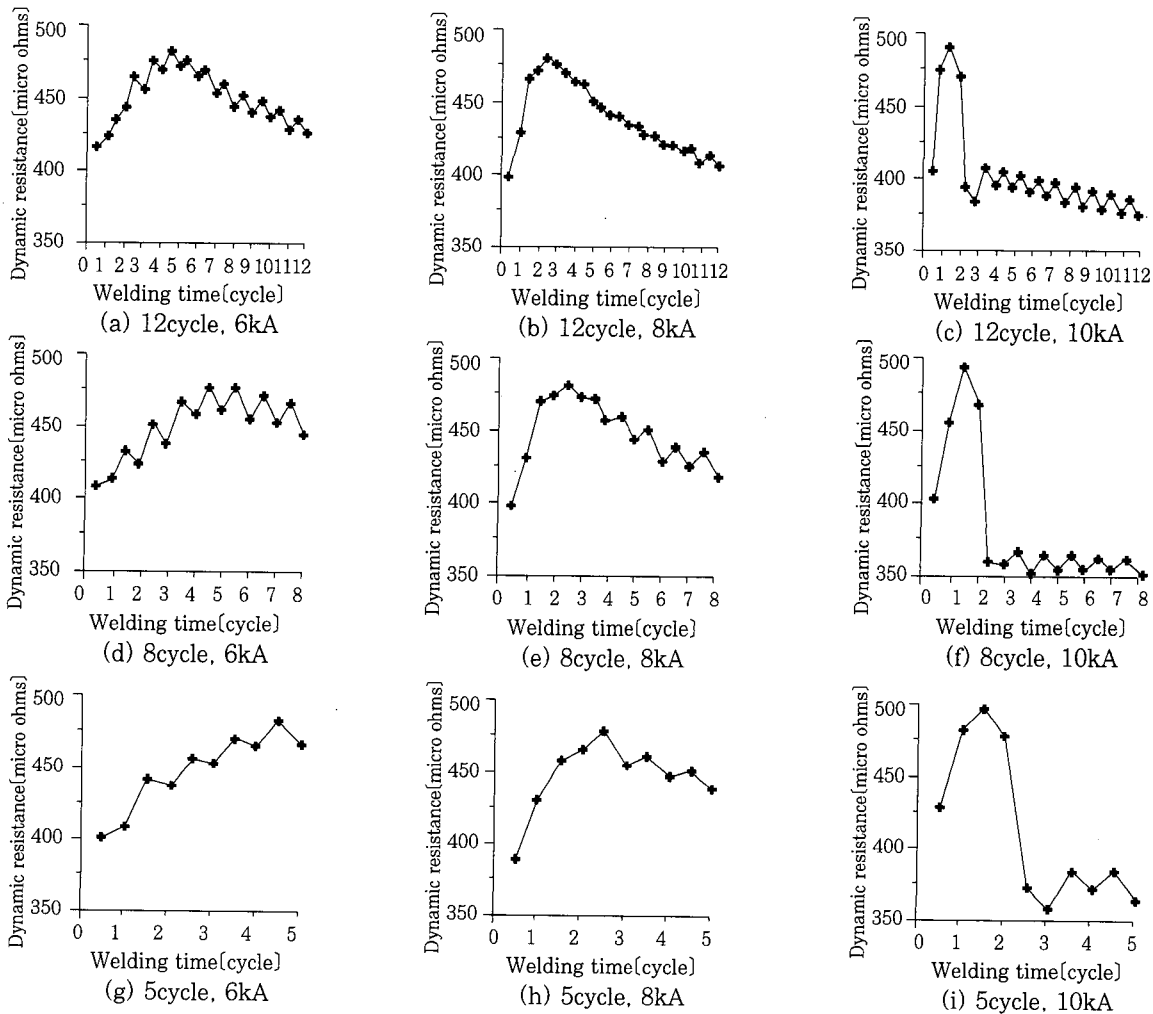 Dynamic resistance[micro ohms]
500
450
400
350
0 1 2 3 4 5 6 7 8 9 10 11 12
Welding time[cycle]
(a) 12cycle, 6kA
Dynamic resistance[micro ohms]
500
450
400
350
0 1 2 3 4 5 6 7 8 9 10 11 12
Welding time[cycle]
(b) 12cycle, 8kA
Dynamic resistance[micro ohms]
500
450
400
350
0 1 2 3 4 5 6 7 8 9 10 11 12
Welding time[cycle]
(c) 12cycle, 10kA
Dynamic resistance[micro ohms]
500
450
400
350
0 1 2 3 4 5 6 7 8
Welding time[cycle]
(d) 8cycle, 6kA
Dynamic resistance[micro ohms]
500
450
400
350
0 1 2 3 4 5 6 7 8
Welding time[cycle]
(e) 8cycle, 8kA
Dynamic resistance[micro ohms]
500
450
400
350
0 1 2 3 4 5 6 7 8
Welding time[cycle]
(f) 8cycle, 10kA
Dynamic resistance[micro ohms]
500
450
400
350
0 1 2 3 4 5
Welding time[cycle]
(g) 5cycle, 6kA
Dynamic resistance[micro ohms]
500
450
400
350
0 1 2 3 4 5
Welding time[cycle]
(h) 5cycle, 8kA
Dynamic resistance[micro ohms]
500
450
400
350
0 1 2 3 4 5
Welding time[cycle]
(i) 5cycle, 10kA